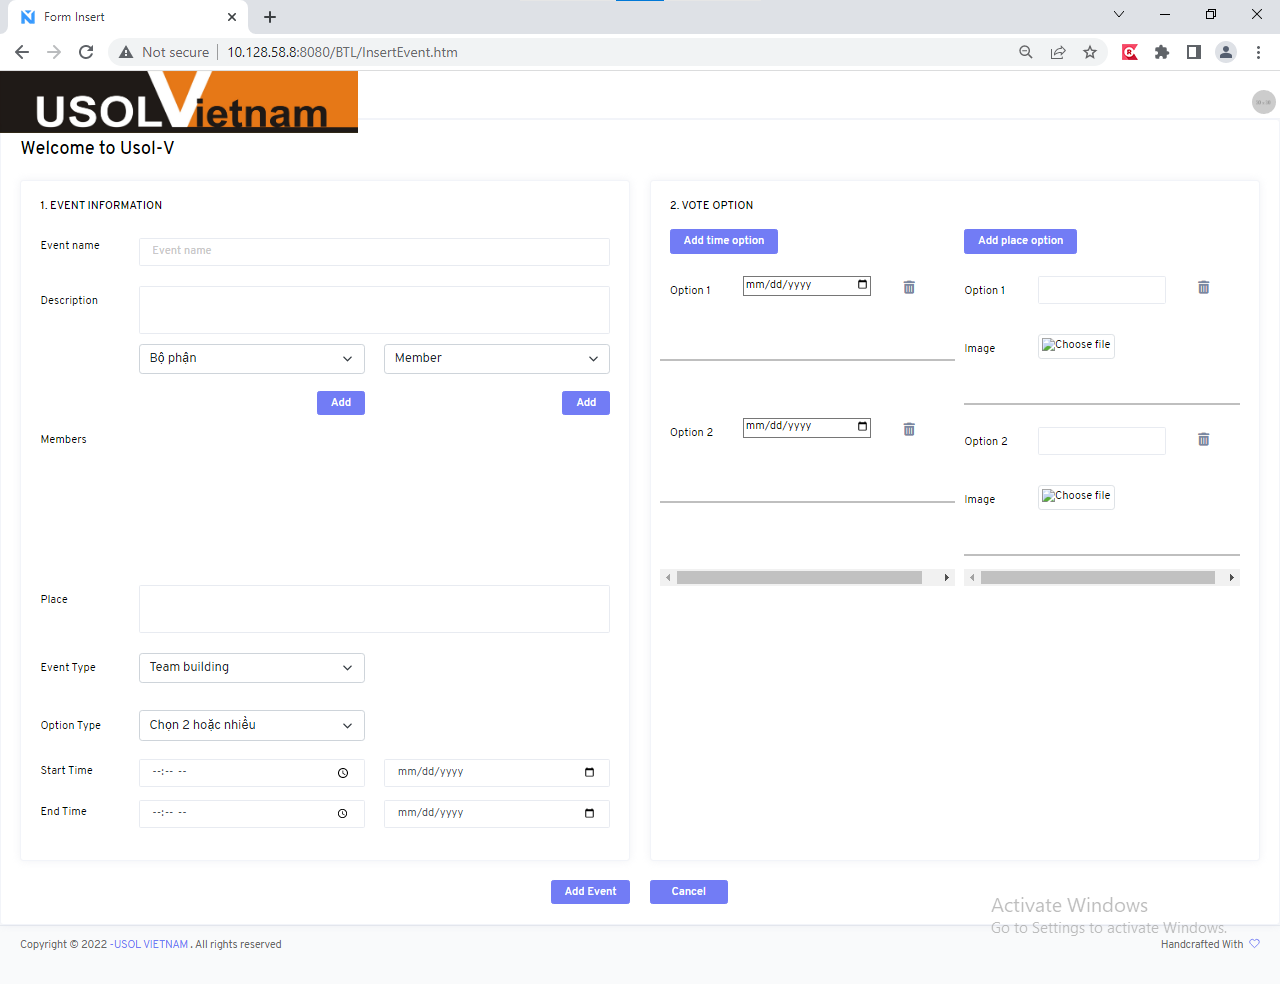 Form Insert
Not secure
10.128.58.8:8080/BTL/InsertEvent.htm
USOLVietnam
Welcome to Usol-V
1. EVENT INFORMATION
Event name
Event name
Description
Bộ phận
Member
Add
Add
Members
Place
Event Type
Team building
Option Type
Chọn 2 hoặc nhiều
Start Time
--:-- --
mm/dd/yyyy
End Time
--:-- --
mm/dd/yyyy
2. VOTE OPTION
Add time option
Option 1
mm/dd/yyyy
Option 2
mm/dd/yyyy
Add place option
Option 1
Image
Choose file
Option 2
Image
Choose file
Add Event
Cancel
Activate Windows
Go to Settings to activate Windows.
Copyright © 2022 -USOL VIETNAM . All rights reserved
Handcrafted With